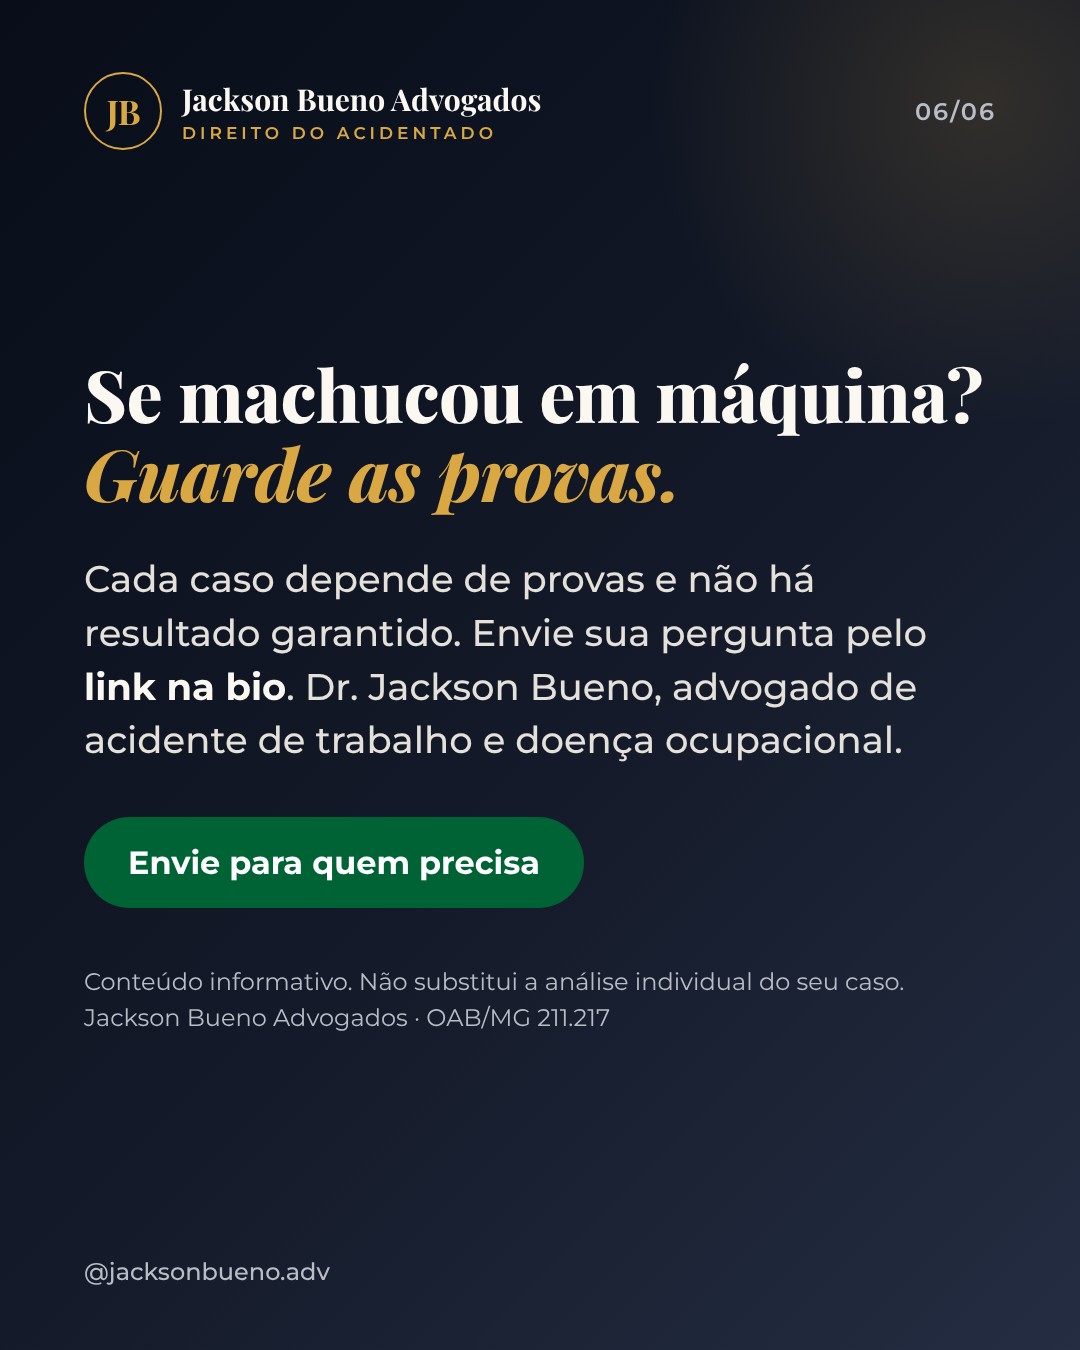 JB
Jackson Bueno Advogados
DIREITO DO ACIDENTADO
06/06
Se machucou em máquina?
Guarde as provas.
Cada caso depende de provas e não há
resultado garantido. Envie sua pergunta pelo
link na bio. Dr. Jackson Bueno, advogado de
acidente de trabalho e doença ocupacional.
Envie para quem precisa
Conteúdo informativo. Não substitui a análise individual do seu caso.
Jackson Bueno Advogados · OAB/MG 211.217
@jacksonbueno.adv